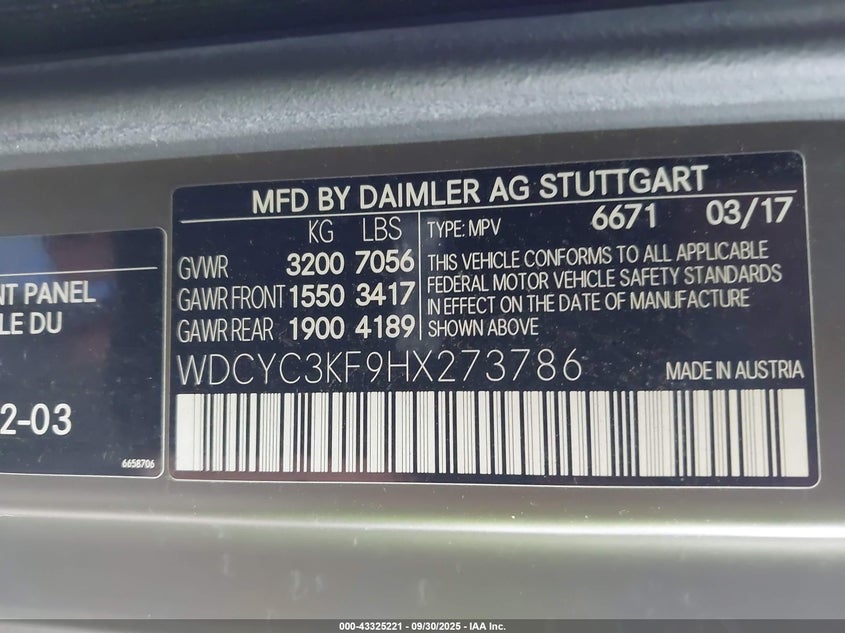 MFD BY DAIMLER AG STUTTGART
KG LBS
GVWR 3200 7056
GAWR FRONT 1550 3417
GAWR REAR 1900 4189
TYPE: MPV 6671 03/17
THIS VEHICLE CONFORMS TO ALL APPLICABLE
FEDERAL MOTOR VEHICLE SAFETY STANDARDS
IN EFFECT ON THE DATE OF MANUFACTURE
SHOWN ABOVE
WDCYC3KF9HX273786 MADE IN AUSTRIA
NT PANEL
LE DU
2-03
6658706
000-43325221 | 09/30/2025 | IAA Inc.